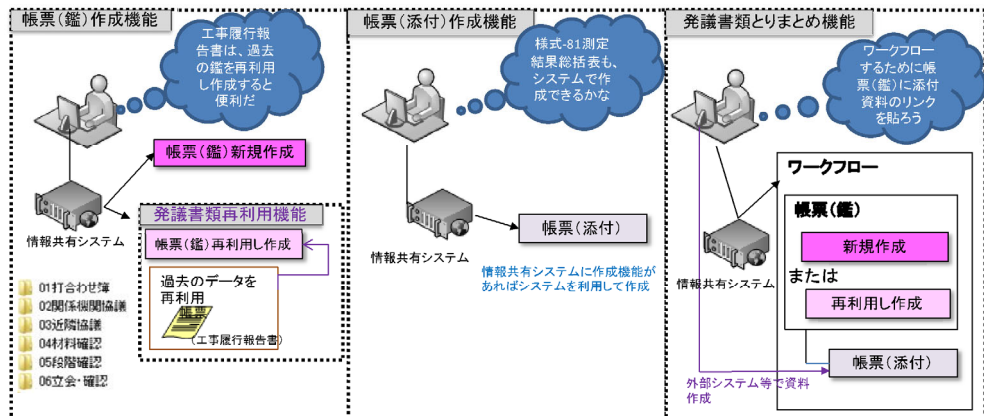 帳票(鑑)作成機能
工事履行報
告書は、過去
の鑑を再利用
し作成すると
便利だ
帳票(鑑)新規作成
情報共有システム
発議書類再利用機能
帳票(鑑)再利用し作成
過去のデータを
再利用
帳票
(工事履行報告書)
01打合わせ簿
02関係機関協議
03近隣協議
04材料確認
05段階確認
06立会・確認
帳票(添付)作成機能
様式-81測定
結果総括表も、
システムで作
成できるかな
情報共有システム
帳票(添付)
情報共有システムに作成機能が
あればシステムを利用して作成
発議書類とりまとめ機能
ワークフロー
するために帳
票(鑑)に添付
資料のリンク
を貼ろう
情報共有システム
ワークフロー
帳票(鑑)
新規作成
または
再利用し作成
帳票(添付)
外部システム等で資料
作成